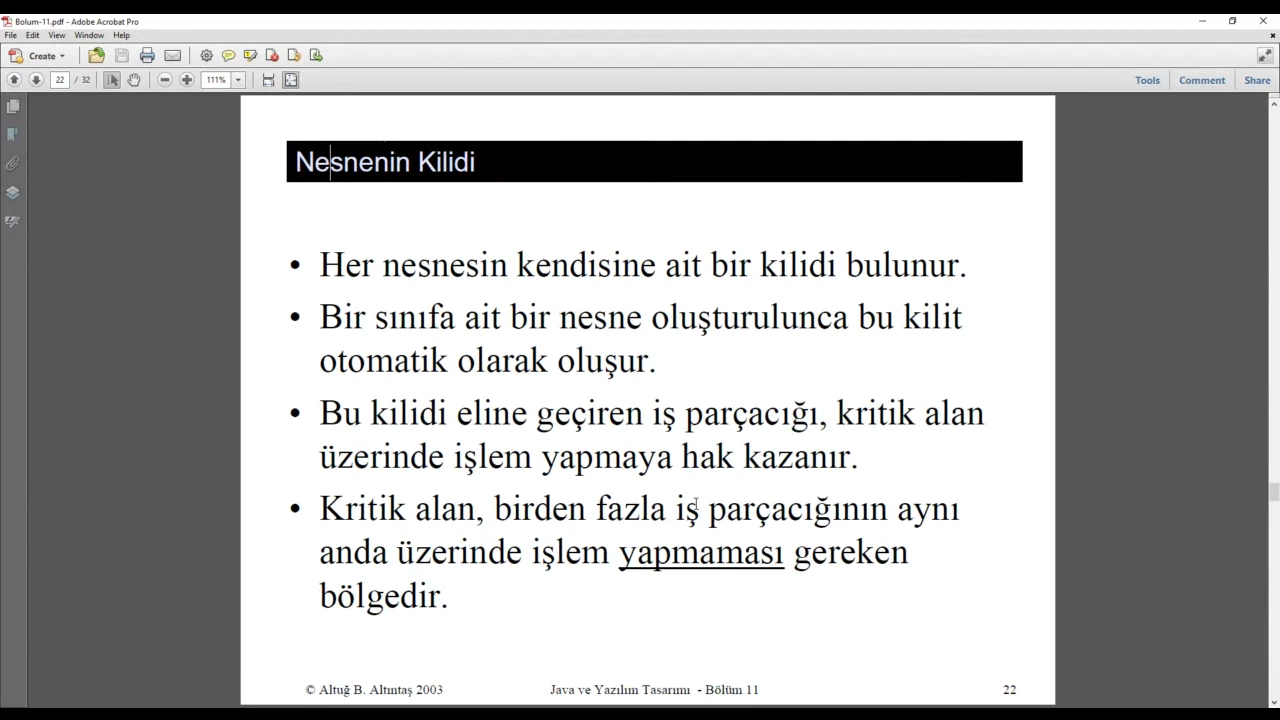 Bolum-11.pdf - Adobe Acrobat Pro
File Edit View Window Help
Create
22 / 32 111%
Tools Comment Share
Nesnenin Kilidi
• Her nesnesin kendisine ait bir kilidi bulunur.
• Bir sınıfa ait bir nesne oluşturulunca bu kilit
otomatik olarak oluşur.
• Bu kilidi eline geçiren iş parçacığı, kritik alan
üzerinde işlem yapmaya hak kazanır.
• Kritik alan, birden fazla iş parçacığının aynı
anda üzerinde işlem yapmaması gereken
bölgedir.
© Altuğ B. Altıntaş 2003 Java ve Yazılım Tasarımı - Bölüm 11 22